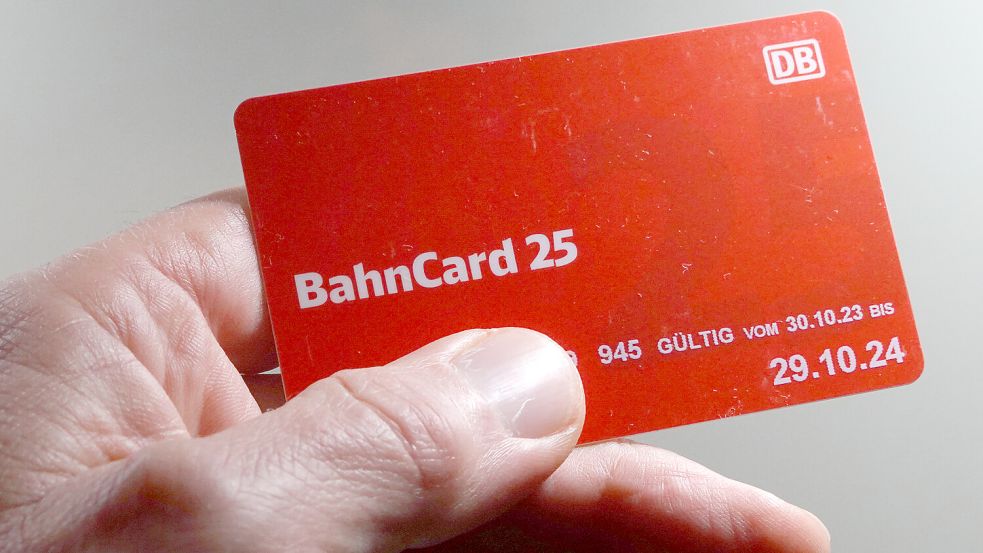 DB
BahnCard 25
945 GÜLTIG VOM 30.10.23 BIS
29.10.24